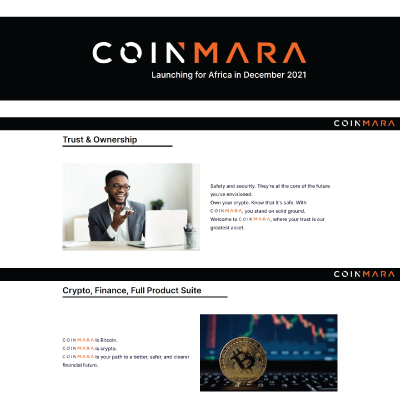 COINMARA
Launching for Africa in December 2021
COINMARA
Trust & Ownership
Safety and security. They're at the core of the future
you've envisioned.
Own your crypto. Know that it's safe. With
COINMARA, you stand on solid ground.
Welcome to COINMARA, where your trust is our
greatest asset.
COINMARA
Crypto, Finance, Full Product Suite
COINMARA is Bitcoin.
COINMARA is crypto.
COINMARA is your path to a better, safer, and clearer
financial future.